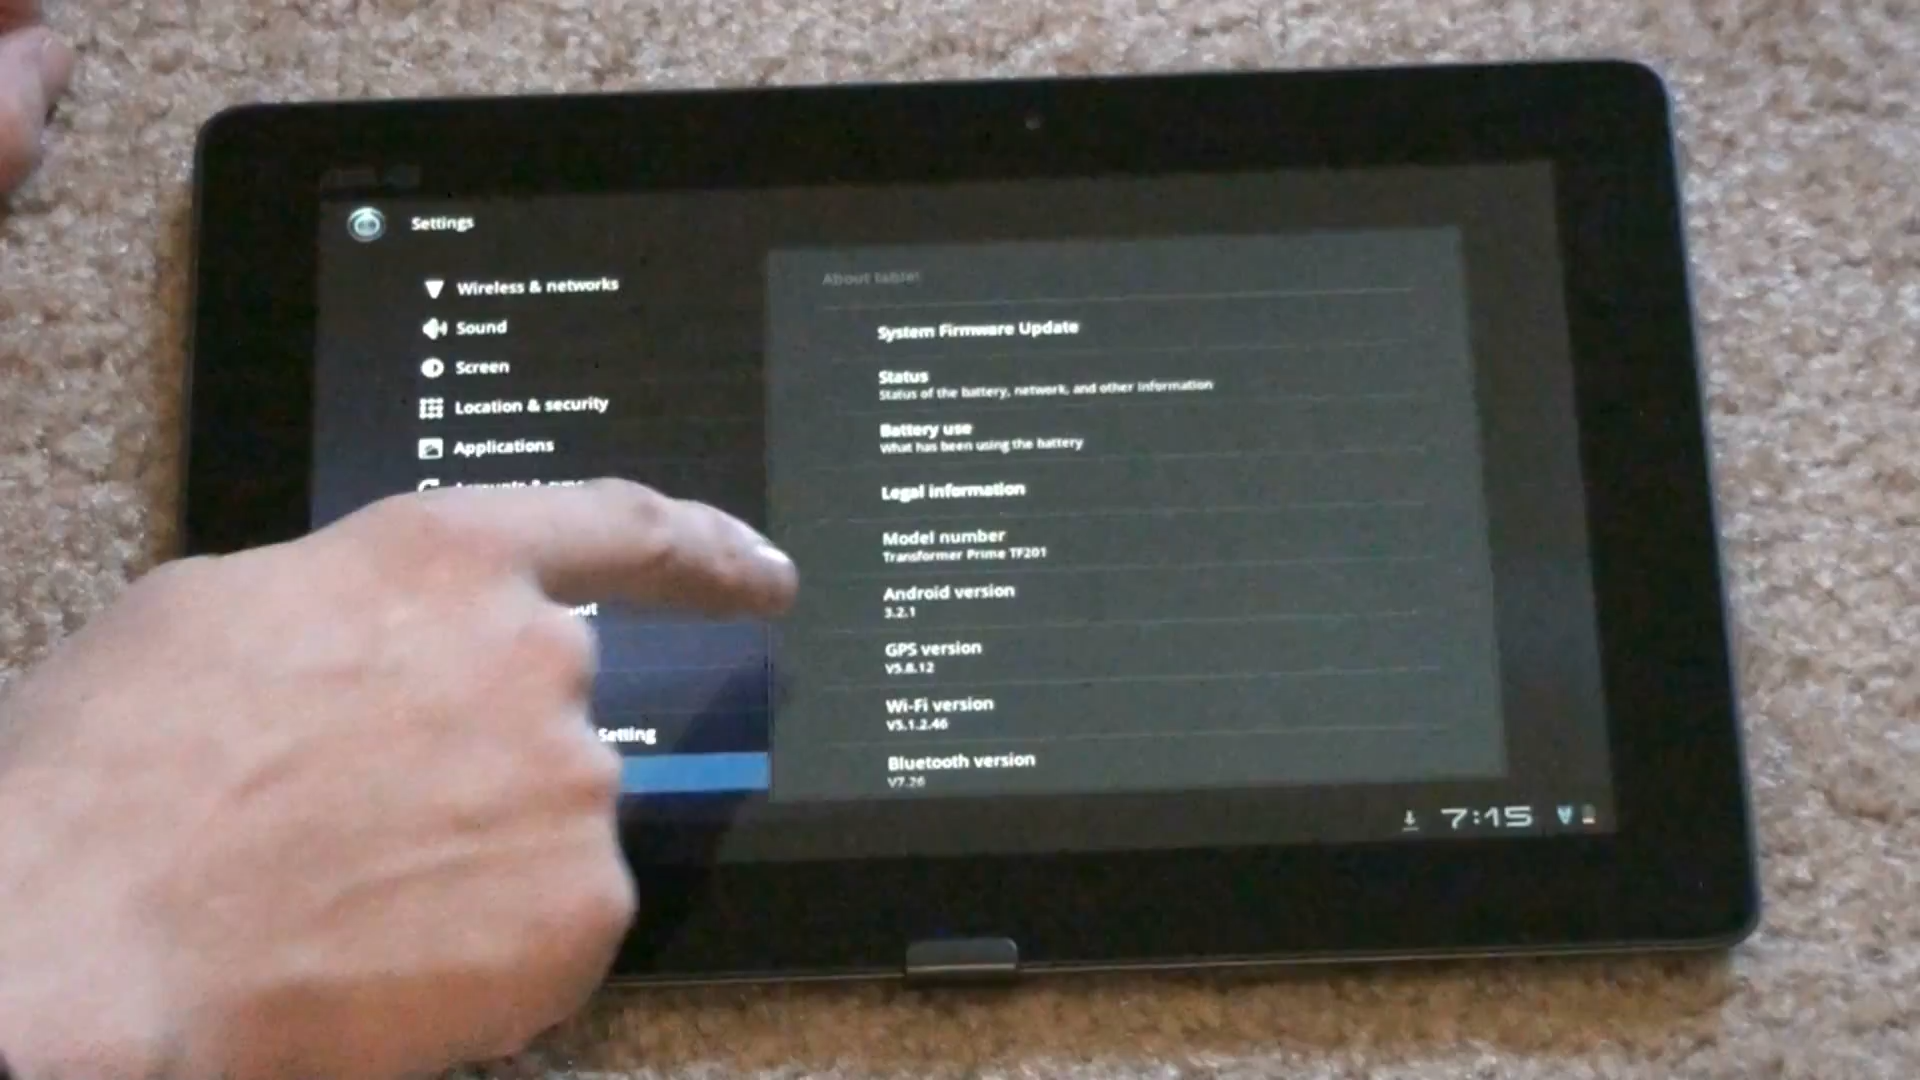 Settings
Wireless & networks
Sound
Screen
Location & security
Applications
Accounts & sync
out
Setting
About tablet
System Firmware Update
Status
Status of the battery, network, and other information
Battery use
What has been using the battery
Legal information
Model number
Transformer Prime TF201
Android version
3.2.1
GPS version
V5.8.12
Wi-Fi version
V5.1.2.46
Bluetooth version
V7.26
7:15